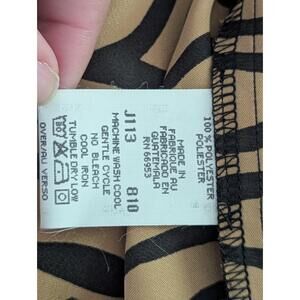 100% POLYESTER
POLYESTER
MADE IN
FABRIQUE AU
FABRICADO EN
GUATEMALA
RN 66953
J113 810
MACHINE WASH COOL
GENTLE CYCLE
NO BLEACH
COOL IRON
TUMBLE DRY LOW
OVER/AU VERSO